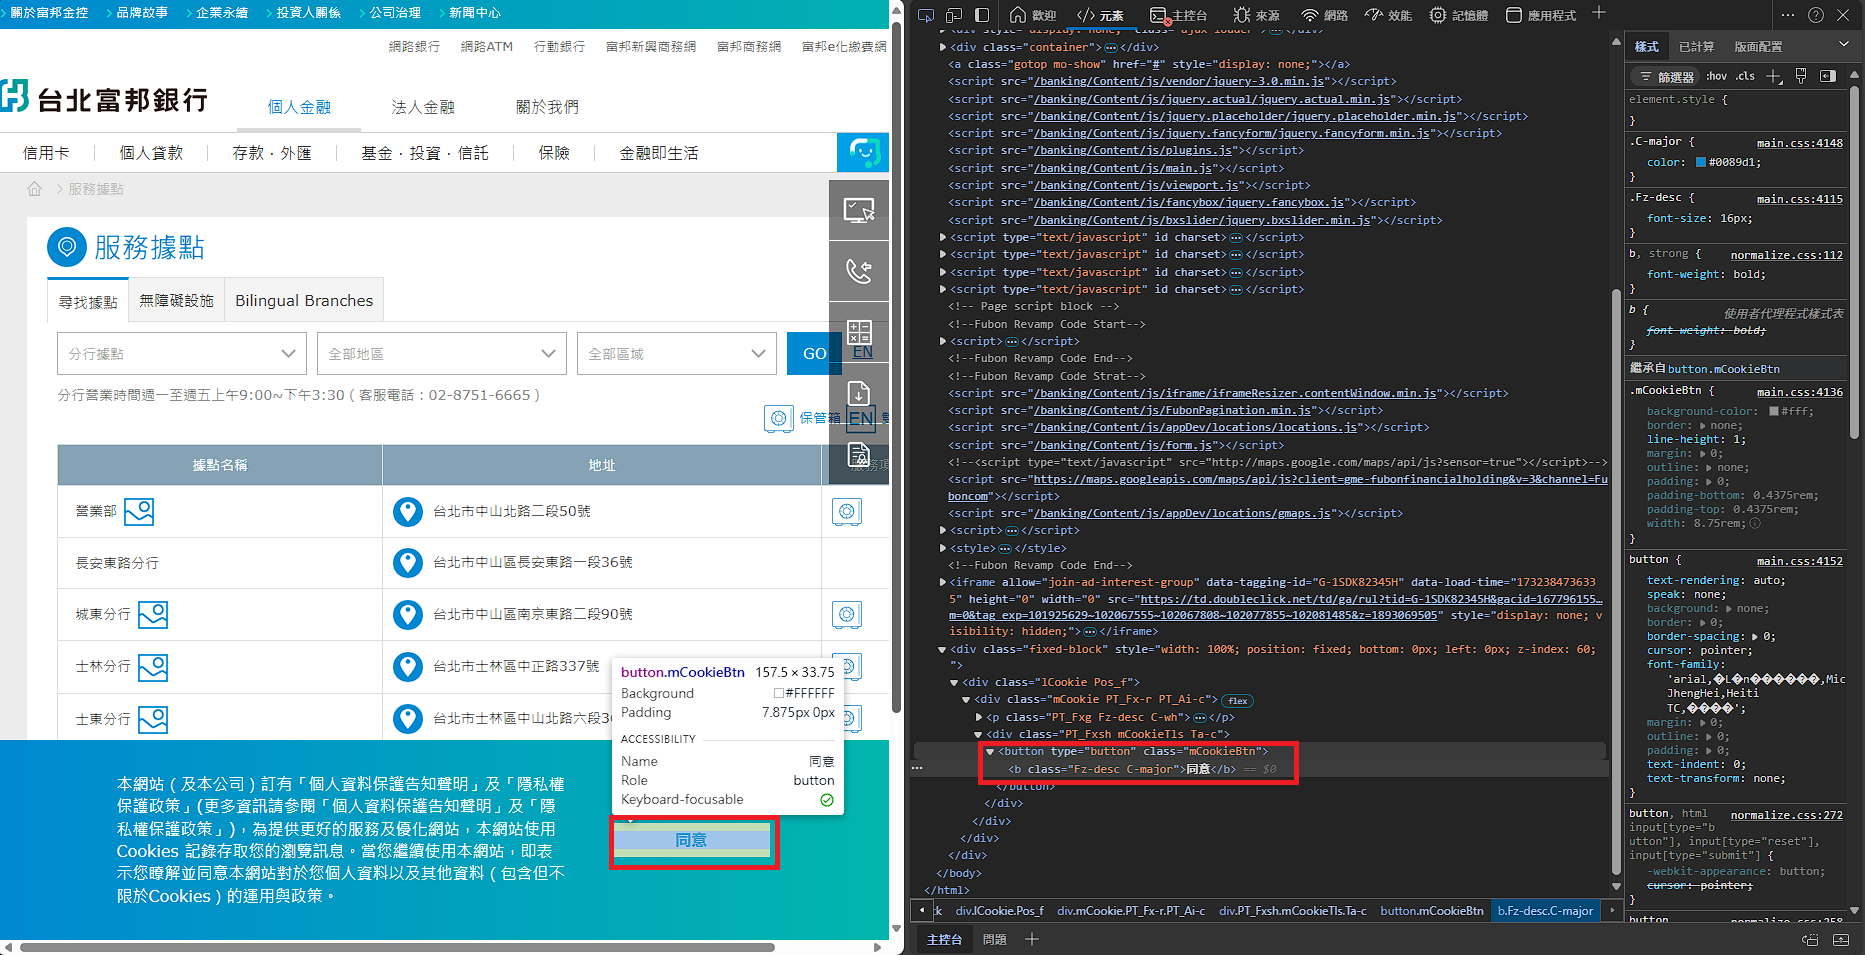 關於富邦金控 品牌故事 企業永續 投資人關係 公司治理 新聞中心
網路銀行 網路ATM 行動銀行 富邦新興商務網 富邦商務網 富邦e化繳費網
台北富邦銀行
個人金融 法人金融 關於我們
信用卡 個人貸款 存款·外匯 基金·投資·信託 保險 金融即生活
> 服務據點
服務據點
尋找據點 無障礙設施 Bilingual Branches
分行據點 全部地區 全部區域 GO
EN
分行營業時間週一至週五上午9:00~下午3:30 ( 客服電話：02-8751-6665 )
保管箱 EN
據點名稱 地址 服務項
營業部 台北市中山北路二段50號
長安東路分行 台北市中山區長安東路一段36號
城東分行 台北市中山區南京東路二段90號
士林分行 台北市士林區中正路337號
士東分行 台北市士林區中山北路六段36
button.mCookieBtn 157.5 × 33.75
Background #FFFFFF
Padding 7.875px 0px
ACCESSIBILITY
Name 同意
Role button
Keyboard-focusable
本網站 ( 及本公司 ) 訂有「個人資料保護告知聲明」及「隱私權
保護政策」(更多資訊請參閱「個人資料保護告知聲明」及「隱
私權保護政策」)，為提供更好的服務及優化網站，本網站使用
Cookies 記錄存取您的瀏覽訊息。當您繼續使用本網站，即表
示您瞭解並同意本網站對於您個人資料以及其他資料 ( 包含但不
限於Cookies ) 的運用與政策。
同意
歡迎 元素 主控台 來源 網路 效能 記憶體 應用程式
<div style="display: none;" class="ajax-loader">…</div>
<div class="container">…</div>
<a class="gotop mo-show" href="#" style="display: none;"></a>
<script src="/banking/Content/js/vendor/jquery-3.0.min.js"></script>
<script src="/banking/Content/js/jquery.actual/jquery.actual.min.js"></script>
<script src="/banking/Content/js/jquery.placeholder/jquery.placeholder.min.js"></script>
<script src="/banking/Content/js/jquery.fancyform/jquery.fancyform.min.js"></script>
<script src="/banking/Content/js/plugins.js"></script>
<script src="/banking/Content/js/main.js"></script>
<script src="/banking/Content/js/viewport.js"></script>
<script src="/banking/Content/js/fancybox/jquery.fancybox.js"></script>
<script src="/banking/Content/js/bxslider/jquery.bxslider.min.js"></script>
<script type="text/javascript" id charset>…</script>
<script type="text/javascript" id charset>…</script>
<script type="text/javascript" id charset>…</script>
<script type="text/javascript" id charset>…</script>
<!-- Page script block -->
<!--Fubon Revamp Code Start-->
<script>…</script>
<!--Fubon Revamp Code End-->
<!--Fubon Revamp Code Strat-->
<script src="/banking/Content/js/iframe/iframeResizer.contentWindow.min.js"></script>
<script src="/banking/Content/js/FubonPagination.min.js"></script>
<script src="/banking/Content/js/appDev/locations/locations.js"></script>
<script src="/banking/Content/js/form.js"></script>
<!--<script type="text/javascript" src="http://maps.google.com/maps/api/js?sensor=true"></script>-->
<script src="https://maps.googleapis.com/maps/api/js?client=gme-fubonfinancialholding&v=3&channel=Fu
boncom"></script>
<script src="/banking/Content/js/appDev/locations/gmaps.js"></script>
<script>…</script>
<style>…</style>
<!--Fubon Revamp Code End-->
<iframe allow="join-ad-interest-group" data-tagging-id="G-1SDK82345H" data-load-time="173238473633
5" height="0" width="0" src="https://td.doubleclick.net/td/ga/rul?tid=G-1SDK82345H&gacid=167796155…
m=0&tag_exp=101925629~102067555~102067808~102077855~102081485&z=1893069505" style="display: none; v
isibility: hidden;">…</iframe>
<div class="fixed-block" style="width: 100%; position: fixed; bottom: 0px; left: 0px; z-index: 60;
">
<div class="lCookie Pos_f">
<div class="mCookie PT_Fx-r PT_Ai-c"> flex
<p class="PT_Fxg Fz-desc C-wh">…</p>
<div class="PT_Fxsh mCookieTls Ta-c">
<button type="button" class="mCookieBtn">
<b class="Fz-desc C-major">同意</b> == $0
</button>
</div>
</div>
</div>
</div>
</body>
</html>
ck div.lCookie.Pos_f div.mCookie.PT_Fx-r.PT_Ai-c div.PT_Fxsh.mCookieTls.Ta-c button.mCookieBtn b.Fz-desc.C-major
主控台 問題
樣式 已計算 版面配置
篩選器 :hov .cls
element.style {
}
.C-major { main.css:4148
color: #0089d1;
}
.Fz-desc { main.css:4115
font-size: 16px;
}
b, strong { normalize.css:112
font-weight: bold;
}
b { 使用者代理程式樣式表
font-weight: bold;
}
繼承自 button.mCookieBtn
.mCookieBtn { main.css:4136
background-color: #fff;
border: none;
line-height: 1;
margin: 0;
outline: none;
padding: 0;
padding-bottom: 0.4375rem;
padding-top: 0.4375rem;
width: 8.75rem;
}
button { main.css:4152
text-rendering: auto;
speak: none;
background: none;
border: 0;
border-spacing: 0;
cursor: pointer;
font-family:
'arial,�L�n������,Mic
JhengHei,Heiti
TC,����';
margin: 0;
outline: 0;
padding: 0;
text-indent: 0;
text-transform: none;
}
button, html normalize.css:272
input[type="b
utton"], input[type="reset"],
input[type="submit"] {
-webkit-appearance: button;
cursor: pointer;
}
button, normalize.css:258